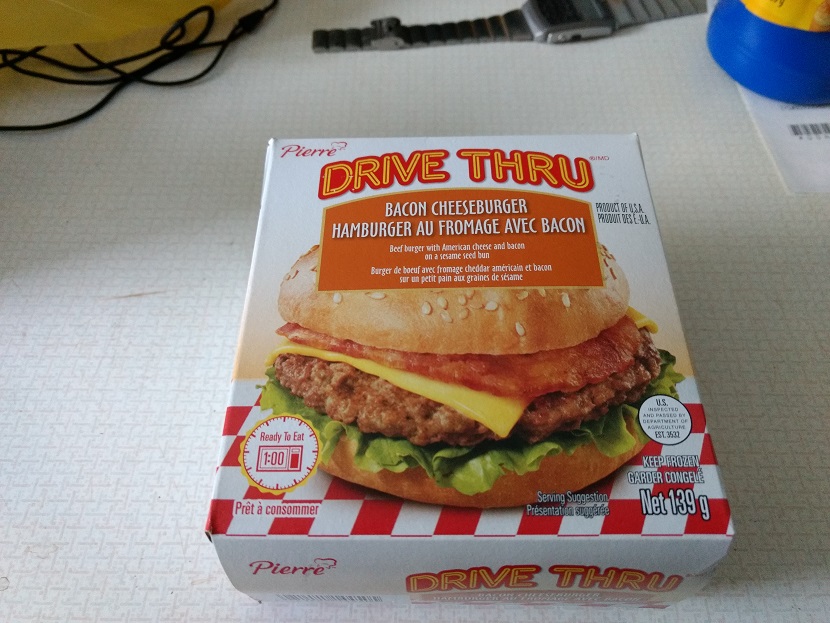 Pierre
DRIVE THRU ®/MD
BACON CHEESEBURGER
HAMBURGER AU FROMAGE AVEC BACON
PRODUCT OF U.S.A.
PRODUIT DES É.-U.A.
Beef burger with American cheese and bacon
on a sesame seed bun
Burger de boeuf avec fromage cheddar américain et bacon
sur un petit pain aux graines de sésame
Ready To Eat
1:00
Prêt à consommer
U.S.
INSPECTED
AND PASSED BY
DEPARTMENT OF
AGRICULTURE
EST. 3537
KEEP FROZEN
GARDER CONGELÉ
Net 139 g
Serving Suggestion
Présentation suggérée
Pierre
DRIVE THRU
BACON CHEESEBURGER